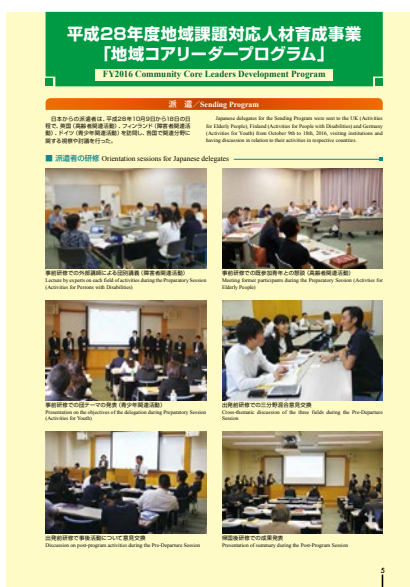 平成28年度地域課題対応人材育成事業
「地域コアリーダープログラム」
FY2016 Community Core Leaders Development Program
派 遣／Sending Program
日本からの派遣者は、平成28年10月9日から18日の日
程で、英国（高齢者関連活動）、フィンランド（障害者関連活
動）、ドイツ（青少年関連活動）を訪問し、各国で関連分野に
関する視察や討議を行った。
Japanese delegates for the Sending Program were sent to the UK (Activities
for Elderly People), Finland (Activities for People with Disabilities) and Germany
(Activities for Youth) from October 9th to 18th, 2016, visiting institutions and
having discussion in relation to their activities in respective countries.
■ 派遣者の研修 Orientation sessions for Japanese delegates
事前研修での外部講師による団別講義（障害者関連活動）
Lecture by experts on each field of activities during the Preparatory Session
(Activities for Persons with Disabilities)
事前研修での既参加青年との懇談（高齢者関連活動）
Meeting former participants during the Preparatory Session (Activities for
Elderly People)
事前研修での団テーマの発表（青少年関連活動）
Presentation on the objectives of the delegation during Preparatory Session
(Activities for Youth)
出発前研修での三分野混合意見交換
Cross-thematic discussion of the three fields during the Pre-Departure
Session
出発前研修で事後活動について意見交換
Discussion on post-program activities during the Pre-Departure Session
帰国後研修での成果発表
Presentation of summary during the Post-Program Session
5